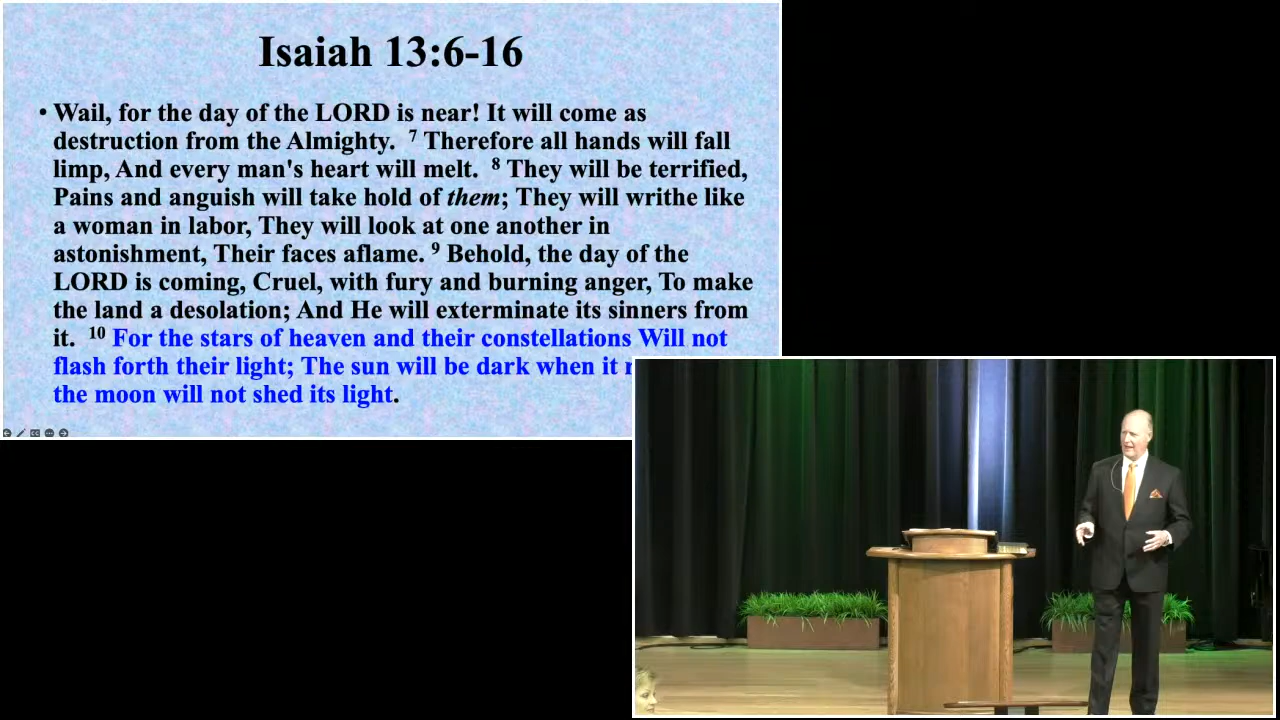 Isaiah 13:6-16
• Wail, for the day of the LORD is near! It will come as
destruction from the Almighty. 7 Therefore all hands will fall
limp, And every man's heart will melt. 8 They will be terrified,
Pains and anguish will take hold of them; They will writhe like
a woman in labor, They will look at one another in
astonishment, Their faces aflame. 9 Behold, the day of the
LORD is coming, Cruel, with fury and burning anger, To make
the land a desolation; And He will exterminate its sinners from
it. 10 For the stars of heaven and their constellations Will not
flash forth their light; The sun will be dark when it
the moon will not shed its light.